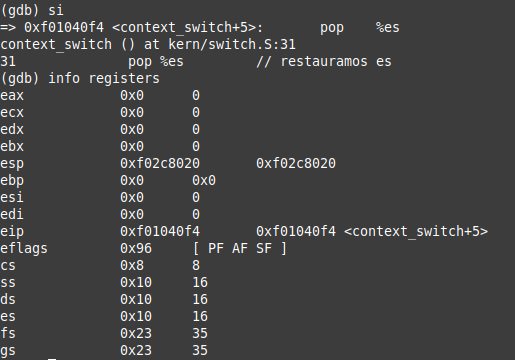 (gdb) si
=> 0xf01040f4 <context_switch+5>:       pop    %es
context_switch () at kern/switch.S:31
31              pop %es         // restauramos es
(gdb) info registers
eax            0x0      0
ecx            0x0      0
edx            0x0      0
ebx            0x0      0
esp            0xf02c8020       0xf02c8020
ebp            0x0      0x0
esi            0x0      0
edi            0x0      0
eip            0xf01040f4       0xf01040f4 <context_switch+5>
eflags         0x96     [ PF AF SF ]
cs             0x8      8
ss             0x10     16
ds             0x10     16
es             0x10     16
fs             0x23     35
gs             0x23     35